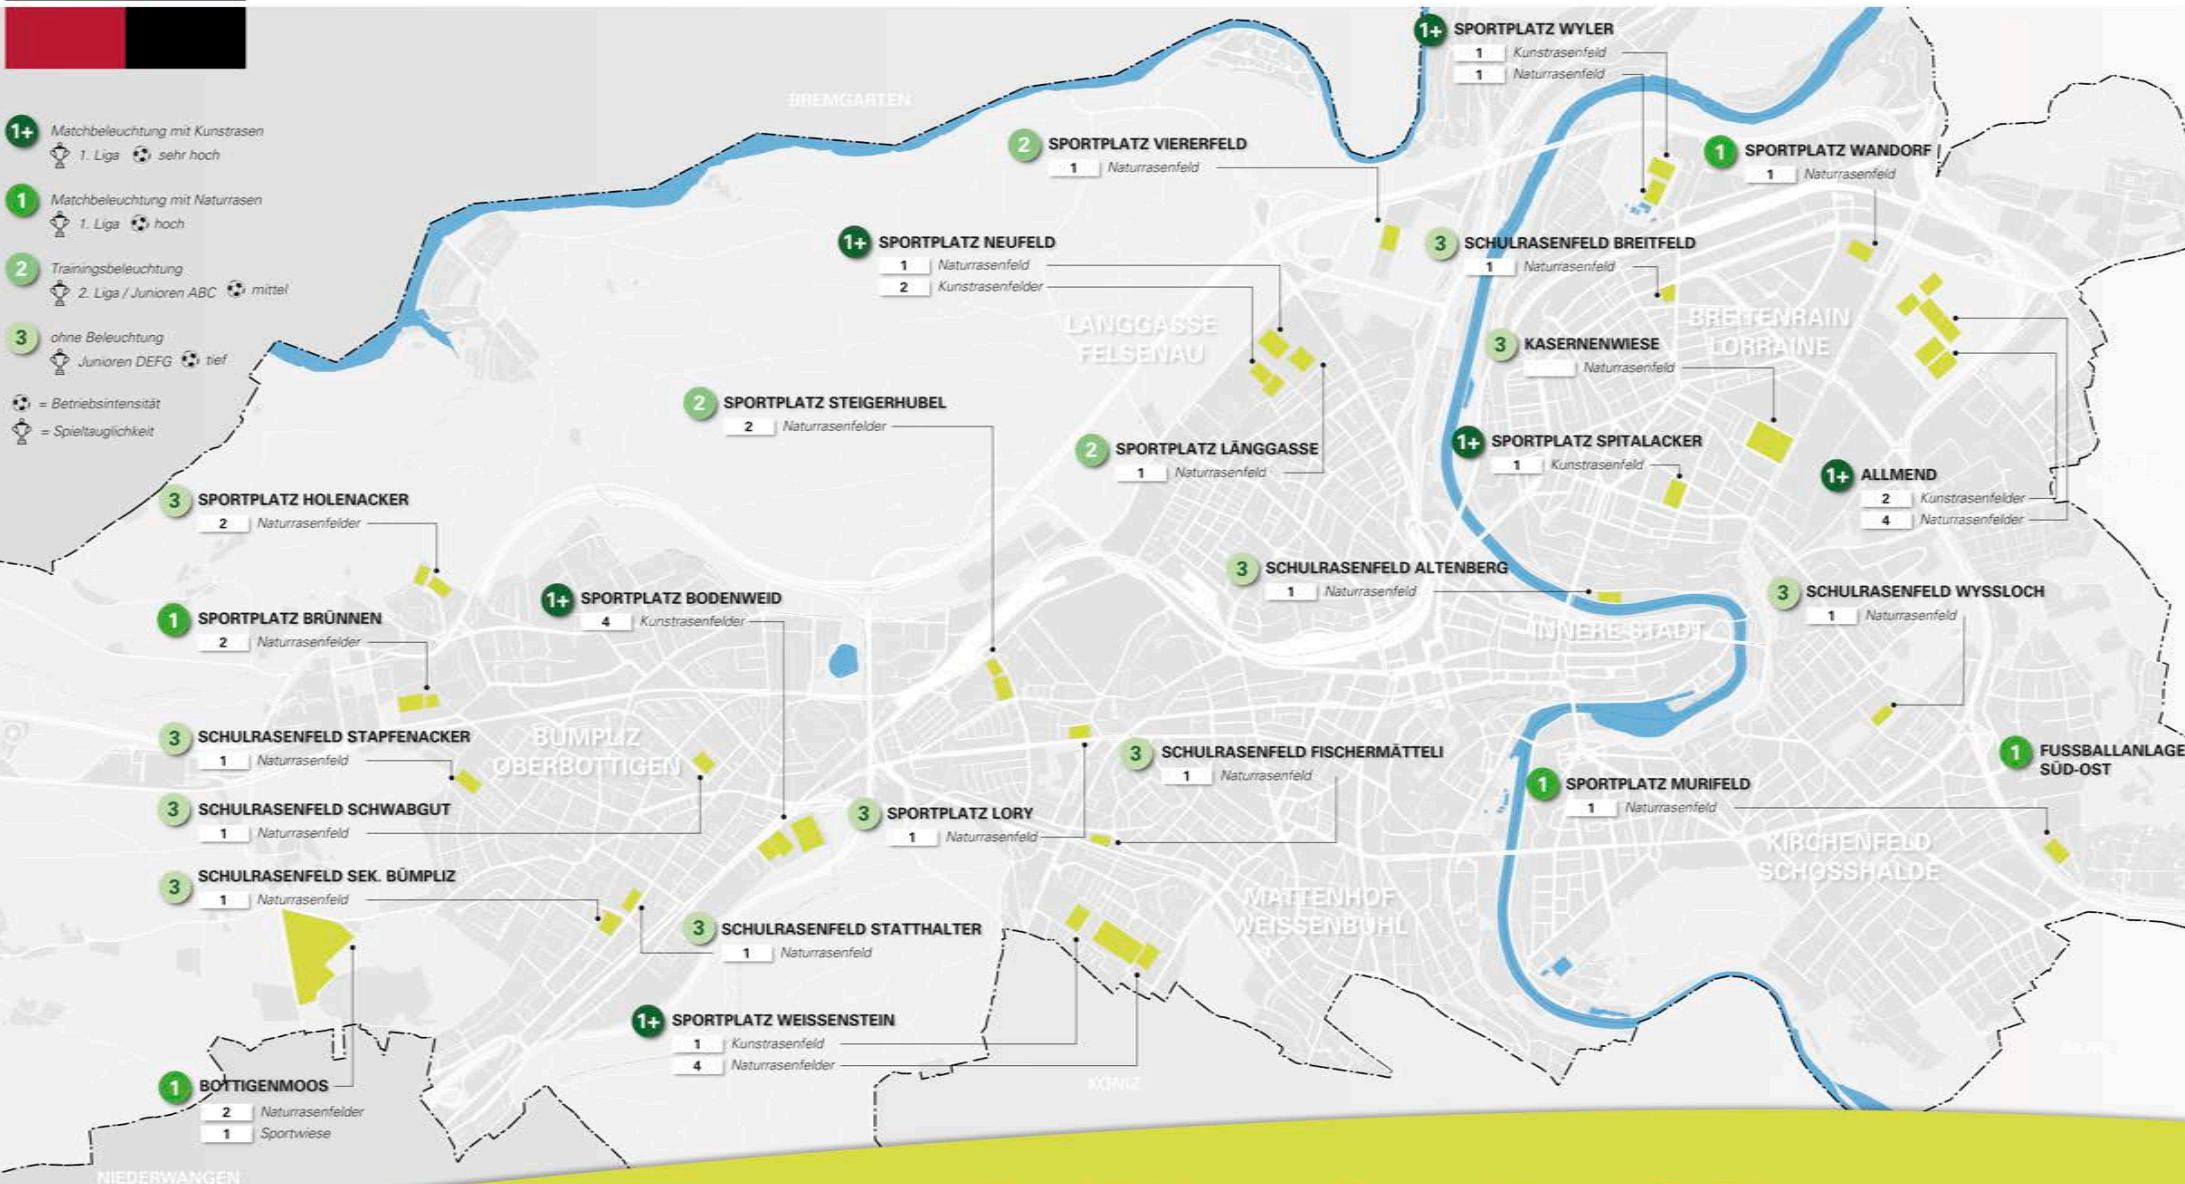 1+ Matchbeleuchtung mit Kunstrasen
1. Liga sehr hoch
1 Matchbeleuchtung mit Naturrasen
1. Liga hoch
2 Trainingsbeleuchtung
2. Liga / Junioren ABC mittel
3 ohne Beleuchtung
Junioren DEFG tief
= Betriebsintensität
= Spieltauglichkeit
BREMGARTEN
1+ SPORTPLATZ WYLER
1 Kunstrasenfeld
1 Naturrasenfeld
2 SPORTPLATZ VIERERFELD
1 Naturrasenfeld
1 SPORTPLATZ WANDORF
1 Naturrasenfeld
1+ SPORTPLATZ NEUFELD
1 Naturrasenfeld
2 Kunstrasenfelder
3 SCHULRASENFELD BREITFELD
1 Naturrasenfeld
LÄNGGASSE
FELSENAU
BREITENRAIN
LORRAINE
3 KASERNENWIESE
Naturrasenfeld
2 SPORTPLATZ STEIGERHUBEL
2 Naturrasenfelder
2 SPORTPLATZ LÄNGGASSE
1 Naturrasenfeld
1+ SPORTPLATZ SPITALACKER
1 Kunstrasenfeld
1+ ALLMEND
2 Kunstrasenfelder
4 Naturrasenfelder
3 SPORTPLATZ HOLENACKER
2 Naturrasenfelder
3 SCHULRASENFELD ALTENBERG
1 Naturrasenfeld
3 SCHULRASENFELD WYSSLOCH
1 Naturrasenfeld
1 SPORTPLATZ BRÜNNEN
2 Naturrasenfelder
1+ SPORTPLATZ BODENWEID
4 Kunstrasenfelder
INNERE STADT
3 SCHULRASENFELD STAPFENACKER
1 Naturrasenfeld
BÜMPLIZ
OBERBOTTIGEN
3 SCHULRASENFELD FISCHERMÄTTELI
1 Naturrasenfeld
1 FUSSBALLANLAGE
SÜD-OST
1 SPORTPLATZ MURIFELD
1 Naturrasenfeld
3 SCHULRASENFELD SCHWABGUT
1 Naturrasenfeld
3 SPORTPLATZ LORY
1 Naturrasenfeld
KIRCHENFELD
SCHOSSHALDE
3 SCHULRASENFELD SEK. BÜMPLIZ
1 Naturrasenfeld
MATTENHOF
WEISSENBÜHL
3 SCHULRASENFELD STATTHALTER
1 Naturrasenfeld
1+ SPORTPLATZ WEISSENSTEIN
1 Kunstrasenfeld
4 Naturrasenfelder
KÖNIZ
1 BOTTIGENMOOS
2 Naturrasenfelder
1 Sportwiese
NIEDERWANGEN